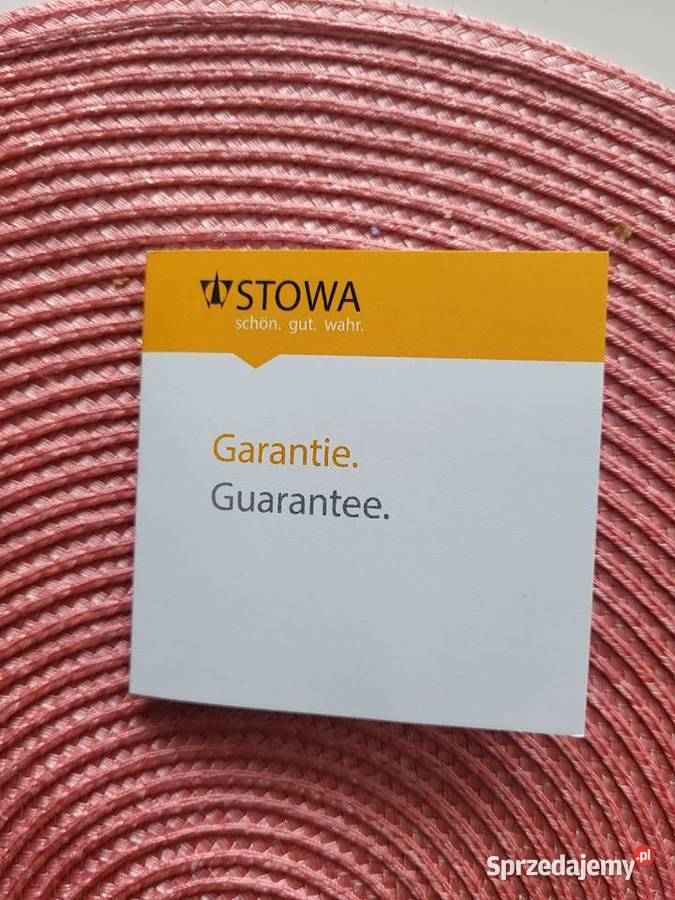 STOWA
schön. gut. wahr.
Garantie.
Guarantee.
Sprzedajemy.pl